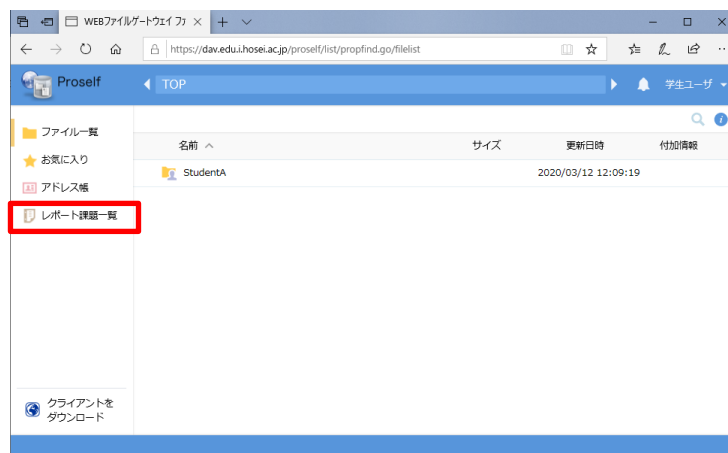 WEBファイルゲートウエイ ファ
https://dav.edu.i.hosei.ac.jp/proself/list/propfind.go/filelist
Proself
TOP
学生ユーザ
ファイル一覧
お気に入り
アドレス帳
レポート課題一覧
名前
サイズ
更新日時
付加情報
StudentA
2020/03/12 12:09:19
クライアントを
ダウンロード